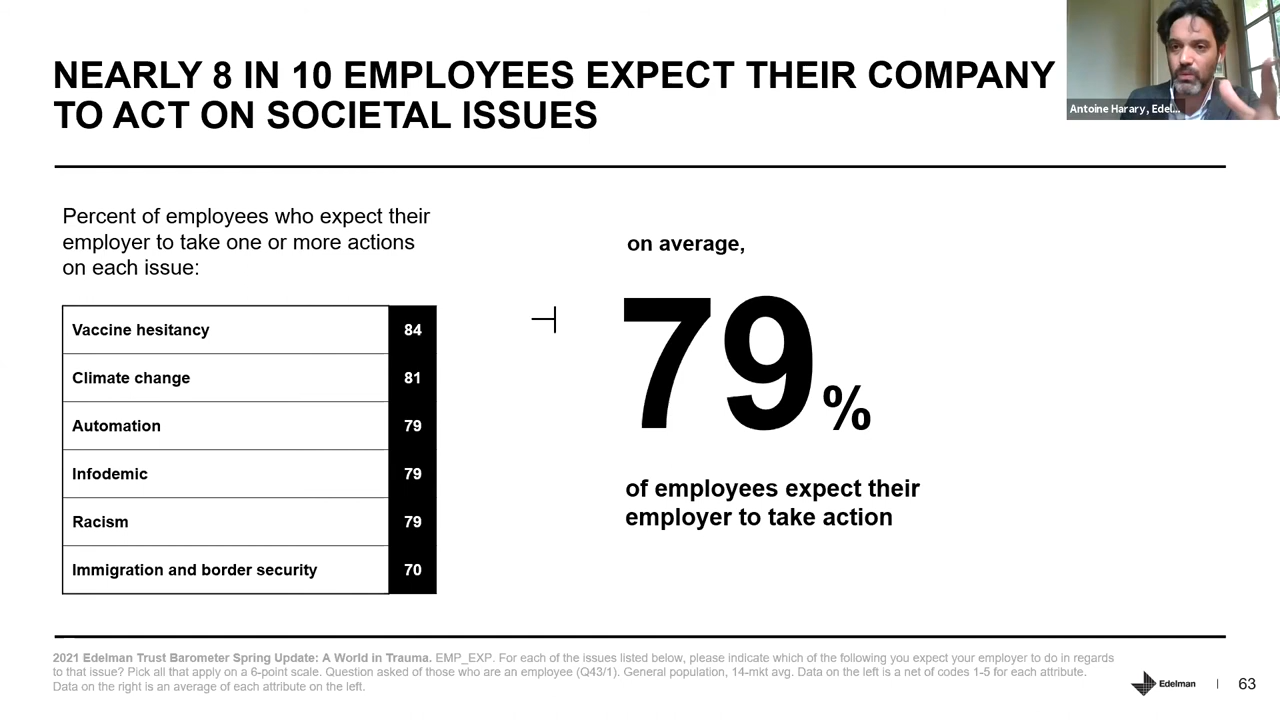 NEARLY 8 IN 10 EMPLOYEES EXPECT THEIR COMPANY
TO ACT ON SOCIETAL ISSUES
Antoine Harary, Edel...
Percent of employees who expect their
employer to take one or more actions
on each issue:
Vaccine hesitancy 84
Climate change 81
Automation 79
Infodemic 79
Racism 79
Immigration and border security 70
on average,
79%
of employees expect their
employer to take action
2021 Edelman Trust Barometer Spring Update: A World in Trauma. EMP_EXP. For each of the issues listed below, please indicate which of the following you expect your employer to do in regards
to that issue? Pick all that apply on a 6-point scale. Question asked of those who are an employee (Q43/1). General population, 14-mkt avg. Data on the left is a net of codes 1-5 for each attribute.
Data on the right is an average of each attribute on the left.
Edelman | 63